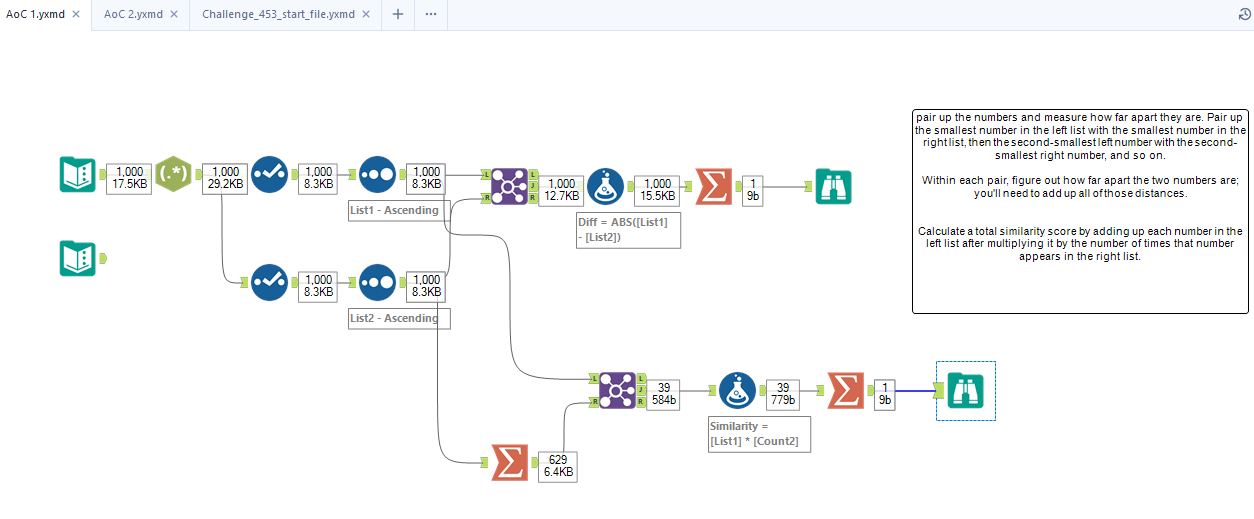 AoC 1.yxmd × AoC 2.yxmd × Challenge_453_start_file.yxmd × + ...
pair up the numbers and measure how far apart they are. Pair up
the smallest number in the left list with the smallest number in the
right list, then the second-smallest left number with the second-
smallest right number, and so on.
Within each pair, figure out how far apart the two numbers are;
you'll need to add up all of those distances.
Calculate a total similarity score by adding up each number in the
left list after multiplying it by the number of times that number
appears in the right list.
1,000
17.5KB
(.*)
1,000
29.2KB
1,000
8.3KB
1,000
8.3KB
List1 - Ascending
L
R
L
J
R
1,000
12.7KB
Diff = ABS([List1]
- [List2])
1,000
15.5KB
Σ
1
9b
1,000
8.3KB
1,000
8.3KB
List2 - Ascending
Σ
629
6.4KB
L
R
L
J
R
39
584b
Similarity =
[List1] * [Count2]
39
779b
Σ
1
9b